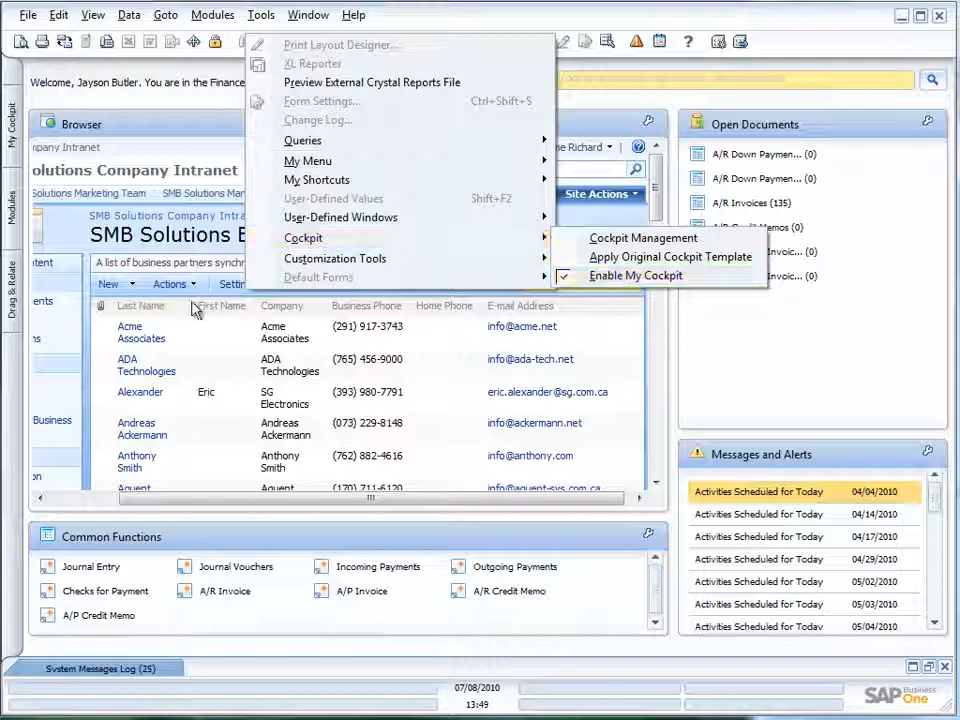 File Edit View Data Goto Modules Tools Window Help
Print Layout Designer...
XL Reporter
Preview External Crystal Reports File
Form Settings... Ctrl+Shift+S
Change Log...
Queries
My Menu
My Shortcuts
User-Defined Values Shift+F2
User-Defined Windows
Cockpit
Customization Tools
Default Forms
Cockpit Management
Apply Original Cockpit Template
Enable My Cockpit
Welcome, Jayson Butler. You are in the Finance
My Cockpit
Modules
Drag & Relate
Browser
mpany Intranet
me Richard
olutions Company Intranet
Solutions Marketing Team SMB Solutions Mar
Site Actions
SMB Solutions Company Intra
SMB Solutions B
A list of business partners synchr
New Actions Settin
Last Name First Name Company Business Phone Home Phone E-mail Address
Acme Associates Acme Associates (291) 917-3743 info@acme.net
ADA Technologies ADA Technologies (765) 456-9000 info@ada-tech.net
Alexander Eric SG Electronics (393) 980-7791 eric.alexander@sg.com.ca
Andreas Ackermann Andreas Ackermann (073) 229-8148 info@ackermann.net
Anthony Smith Anthony Smith (762) 882-4616 info@anthony.com
Aquent Aquent (170) 711-6120 info@aquent-sys.com.ca
ntent
ents
ns
Business
on
Open Documents
A/R Down Paymen... (0)
A/R Down Paymen... (0)
A/R Invoices (135)
Memos (0)
Invoic... (0)
Invoic... (0)
Messages and Alerts
Activities Scheduled for Today 04/04/2010
Activities Scheduled for Today 04/14/2010
Activities Scheduled for Today 04/17/2010
Activities Scheduled for Today 04/29/2010
Activities Scheduled for Today 05/02/2010
Activities Scheduled for Today 05/03/2010
Activities Scheduled for Today 05/04/2010
Common Functions
Journal Entry Journal Vouchers Incoming Payments Outgoing Payments
Checks for Payment A/R Invoice A/P Invoice A/R Credit Memo
A/P Credit Memo
System Messages Log (25)
07/08/2010
13:49
SAP Business One